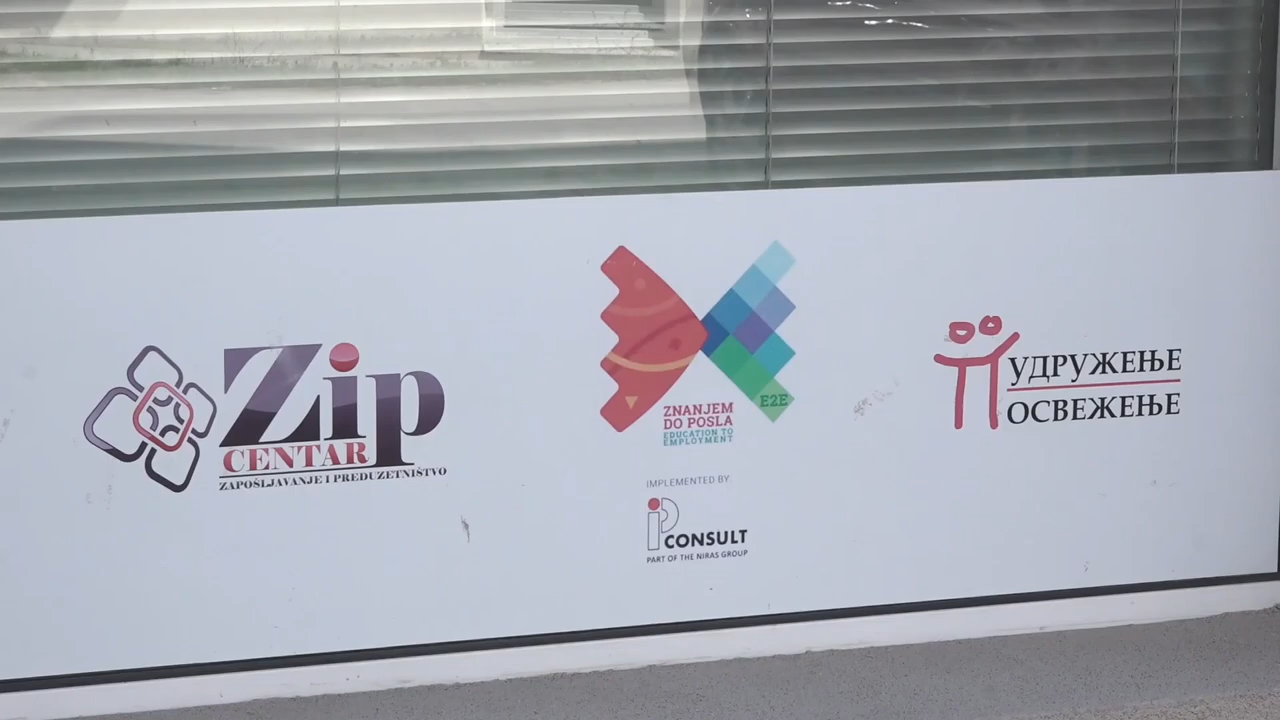 Zip
CENTAR
ZAPOŠLJAVANJE I PREDUZETNIŠTVO
ZNANJEM
DO POSLA
EDUCATION TO
EMPLOYMENT
E2E
IMPLEMENTED BY:
iP
CONSULT
PART OF THE NIRAS GROUP
УДРУЖЕЊЕ
ОСВЕЖЕЊЕ